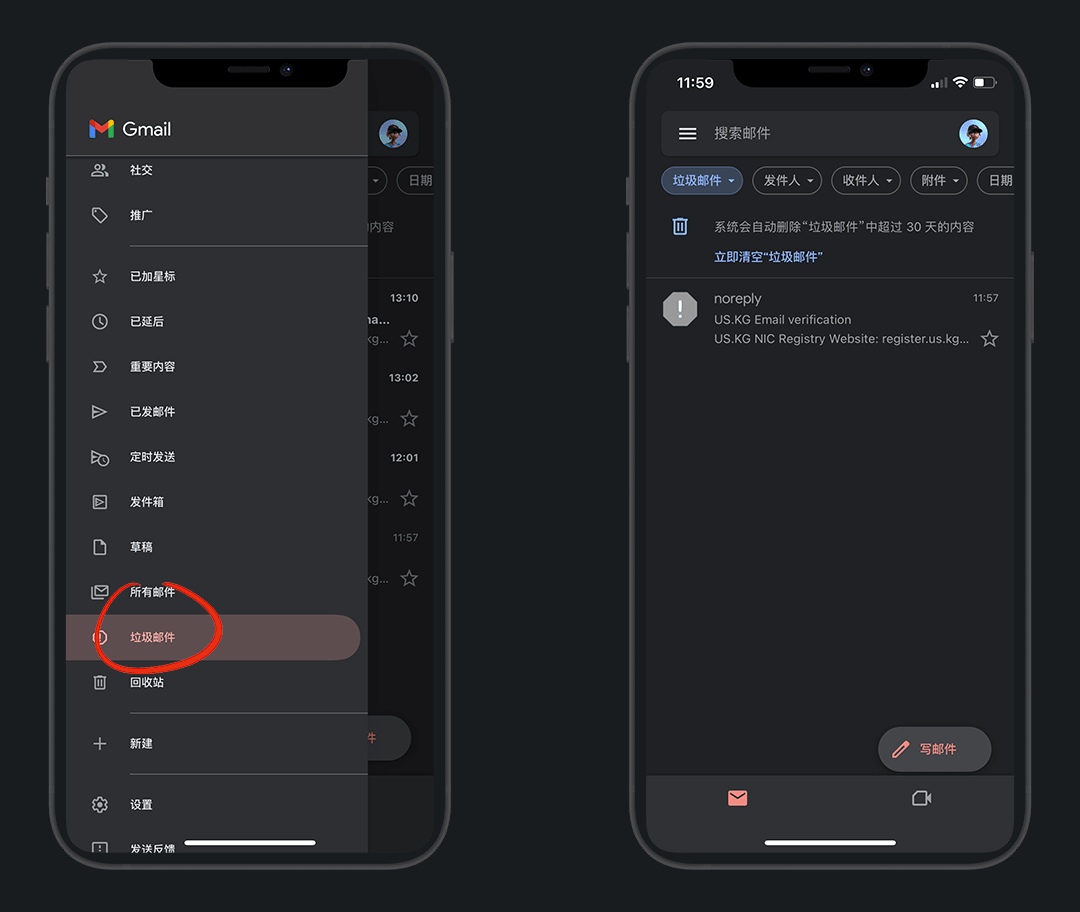 Gmail
社交
推广
已加星标
已延后
重要内容
已发邮件
定时发送
发件箱
草稿
所有邮件
垃圾邮件
回收站
新建
设置
发送反馈
日期
的内容
13:10
na...
kg...
13:02
kg...
12:01
kg...
11:57
kg...
件
11:59
搜索邮件
垃圾邮件 发件人 收件人 附件 日期
系统会自动删除“垃圾邮件”中超过 30 天的内容
立即清空“垃圾邮件”
noreply 11:57
US.KG Email verification
US.KG NIC Registry Website: register.us.kg...
写邮件